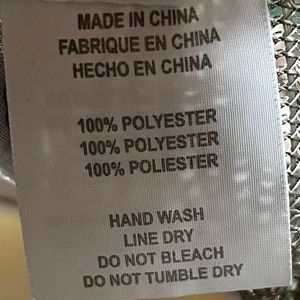 MADE IN CHINA
FABRIQUE EN CHINA
HECHO EN CHINA
100% POLYESTER
100% POLYESTER
100% POLIESTER
HAND WASH
LINE DRY
DO NOT BLEACH
DO NOT TUMBLE DRY